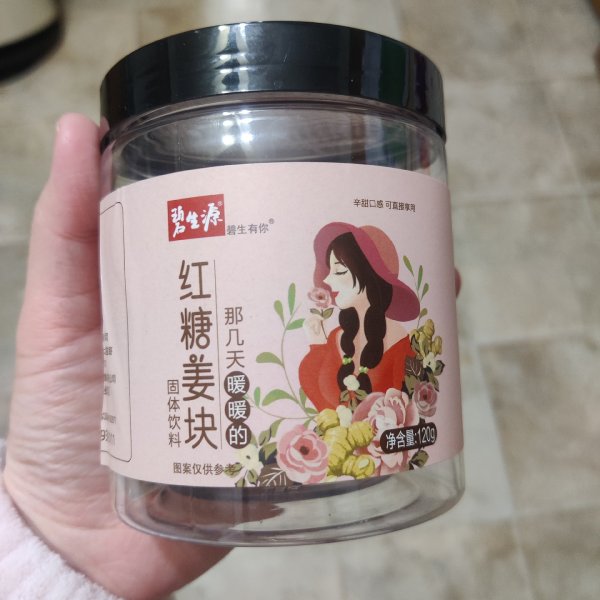 碧生源®
碧生有你®
辛甜口感 可直接享用
红糖姜块
固体饮料
那几天
暖暖的
净含量:120g
图案仅供参考